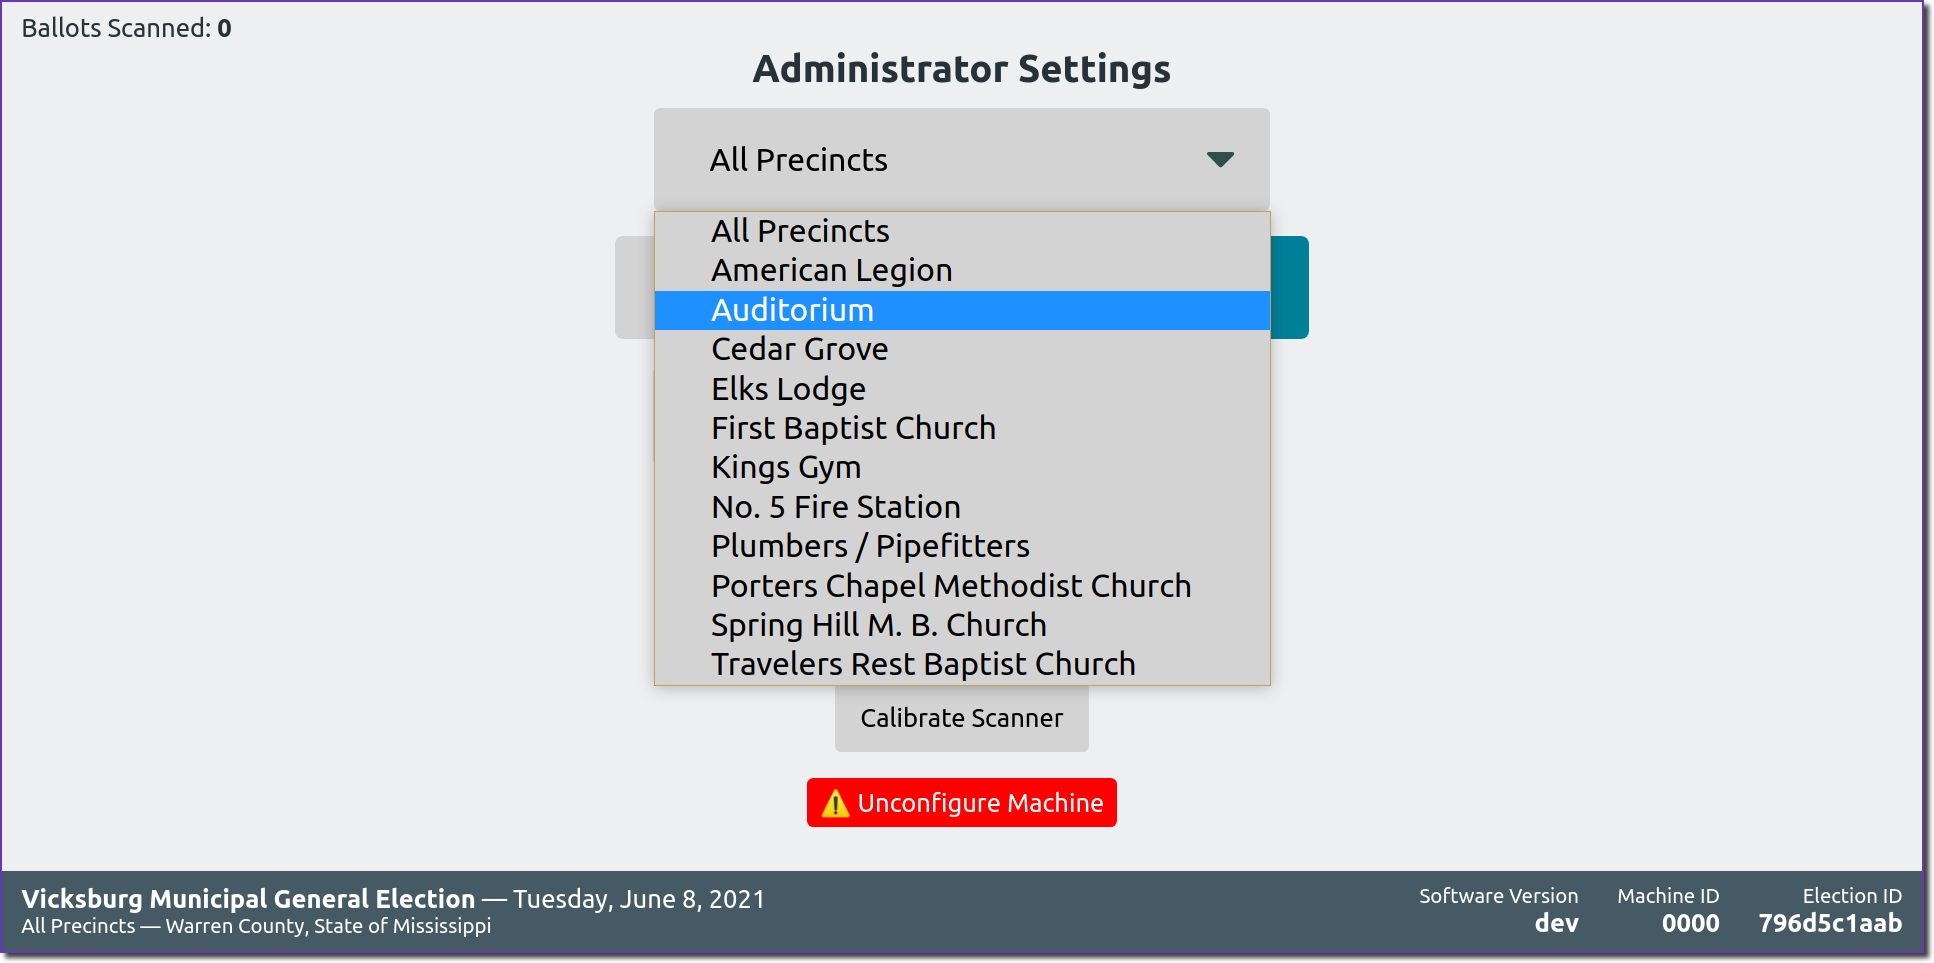 Ballots Scanned: 0
Administrator Settings
All Precincts
All Precincts
American Legion
Auditorium
Cedar Grove
Elks Lodge
First Baptist Church
Kings Gym
No. 5 Fire Station
Plumbers / Pipefitters
Porters Chapel Methodist Church
Spring Hill M. B. Church
Travelers Rest Baptist Church
Calibrate Scanner
⚠️ Unconfigure Machine
Vicksburg Municipal General Election — Tuesday, June 8, 2021
All Precincts — Warren County, State of Mississippi
Software Version
dev
Machine ID
0000
Election ID
796d5c1aab